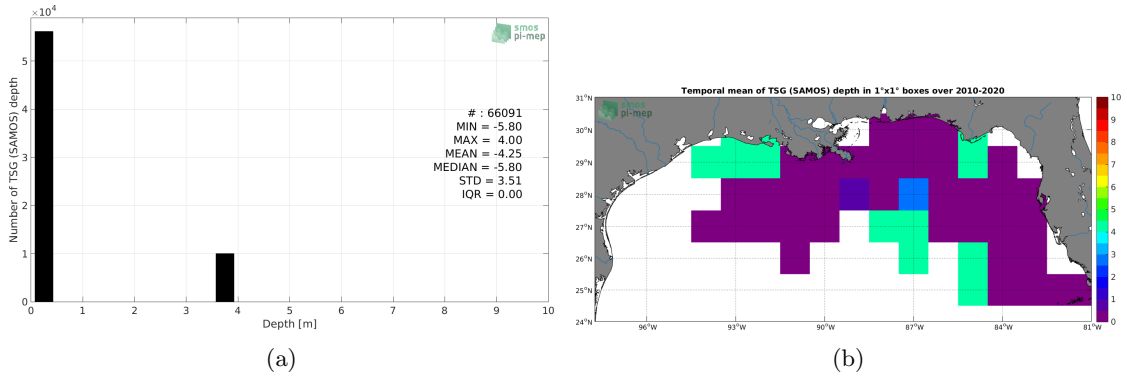 ×10⁴
smos
pi-mep
Number of TSG (SAMOS) depth
5
4
3
2
1
0
# : 66091
MIN = -5.80
MAX = 4.00
MEAN = -4.25
MEDIAN = -5.80
STD = 3.51
IQR = 0.00
0 1 2 3 4 5 6 7 8 9 10
Depth [m]
(a)
Temporal mean of TSG (SAMOS) depth in 1°x1° boxes over 2010-2020
smos
pi-mep
31°N
30°N
29°N
28°N
27°N
26°N
25°N
24°N
96°W 93°W 90°W 87°W 84°W 81°W
10
9
8
7
6
5
4
3
2
1
0
(b)